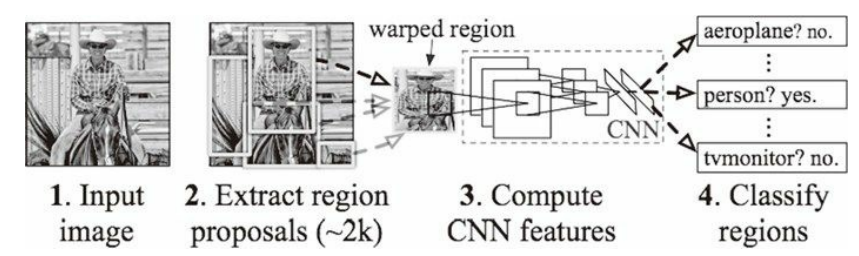 warped region
aeroplane? no.
⋮
person? yes.
CNN
⋮
tvmonitor? no.
1. Input
image
2. Extract region
proposals (~2k)
3. Compute
CNN features
4. Classify
regions